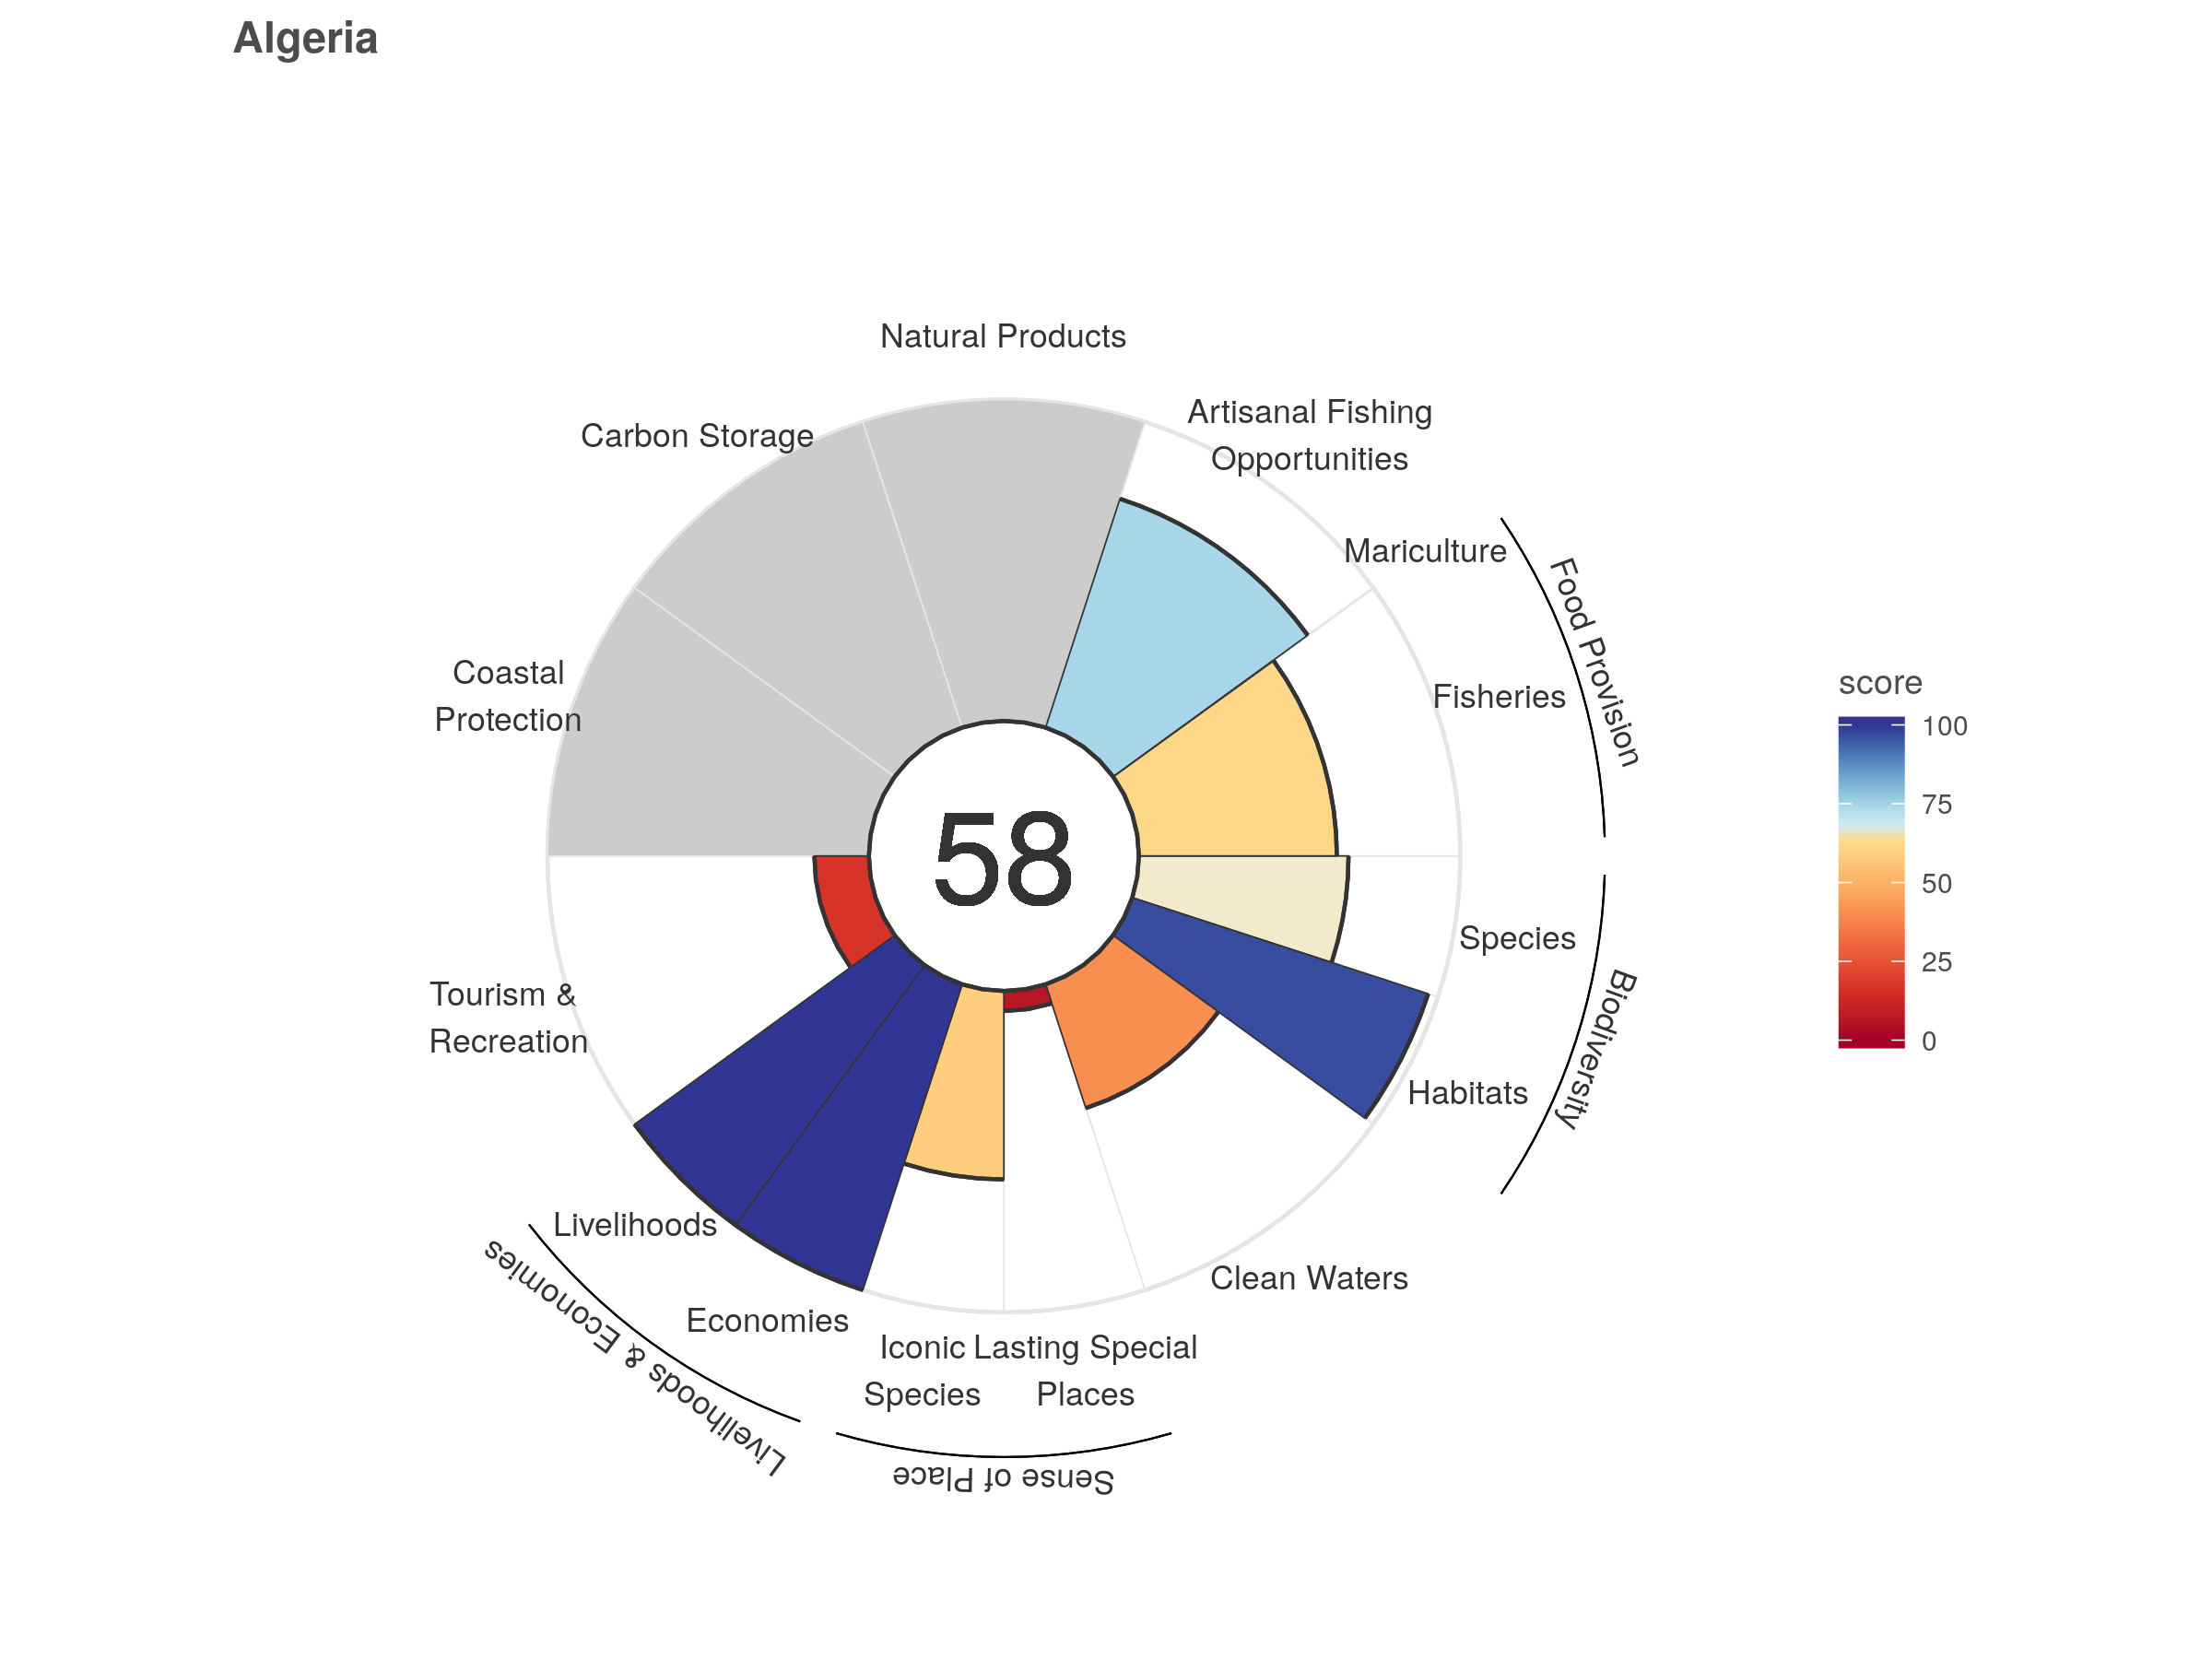 Algeria
Natural Products
Artisanal Fishing
Opportunities
Carbon Storage
Mariculture
Food Provision
Coastal
Protection
Fisheries
score
100
75
50
25
0
58
Species
Biodiversity
Tourism &
Recreation
Habitats
Livelihoods
Clean Waters
Livelihoods & Economies
Economies
Iconic
Species
Lasting Special
Places
Sense of Place